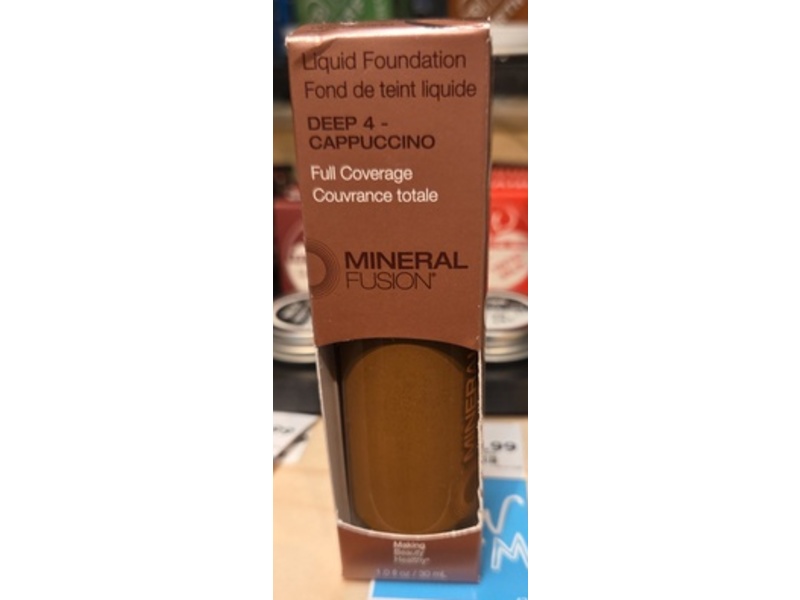 Liquid Foundation
Fond de teint liquide
DEEP 4 -
CAPPUCCINO
Full Coverage
Couvrance totale
MINERAL
FUSION®
MINERAL
Making
Beauty
Healthy®
1.0 fl oz / 30 mL
.99